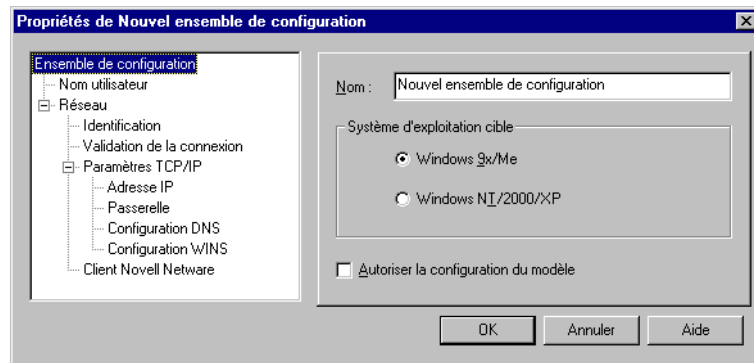 Propriétés de Nouvel ensemble de configuration
Ensemble de configuration
Nom utilisateur
Réseau
Identification
Validation de la connexion
Paramètres TCP/IP
Adresse IP
Passerelle
Configuration DNS
Configuration WINS
Client Novell Netware
Nom :
Nouvel ensemble de configuration
Système d'exploitation cible
Windows 9x/Me
Windows NT/2000/XP
Autoriser la configuration du modèle
OK
Annuler
Aide